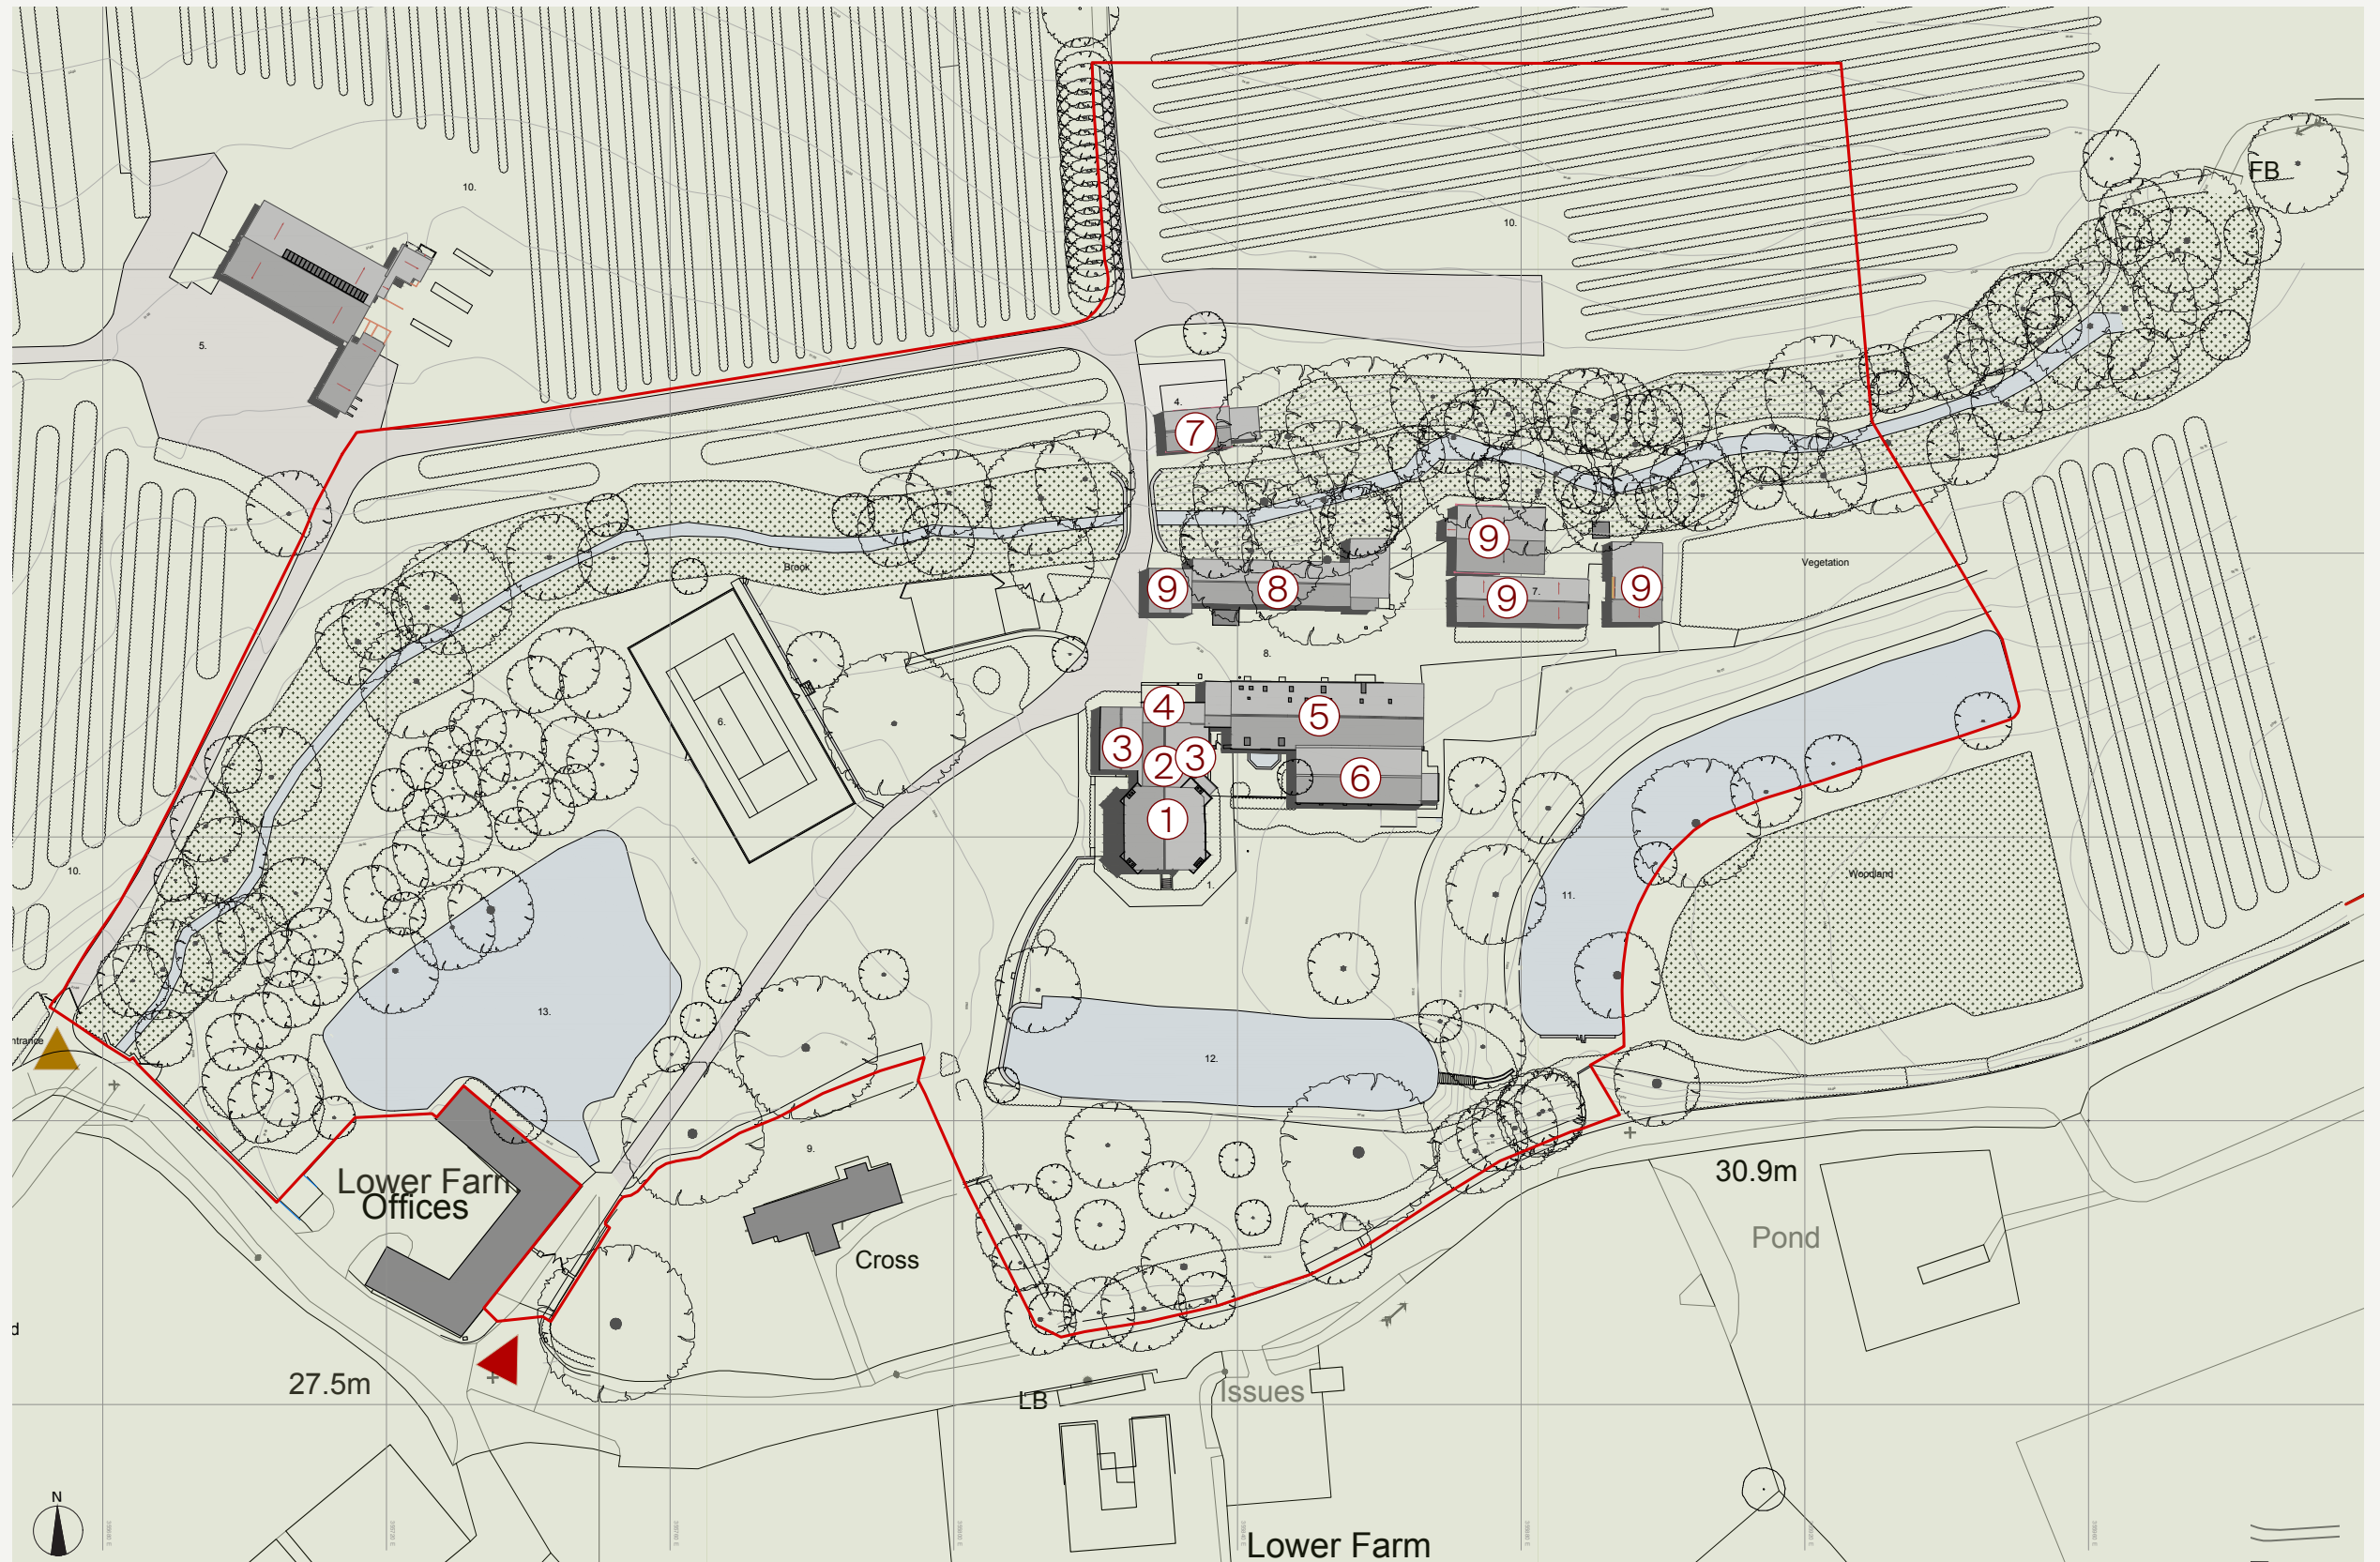 FB
10.
10.
5.
4.
7
9
9
8
9
7.
9
Vegetation
Brook
8.
6.
4
5
3
3
2
6
1
1.
10.
Woodland
11.
13.
12.
ntrance
9.
Lower Farm
Offices
Cross
30.9m
Pond
d
27.5m
LB
Issues
N
Lower Farm